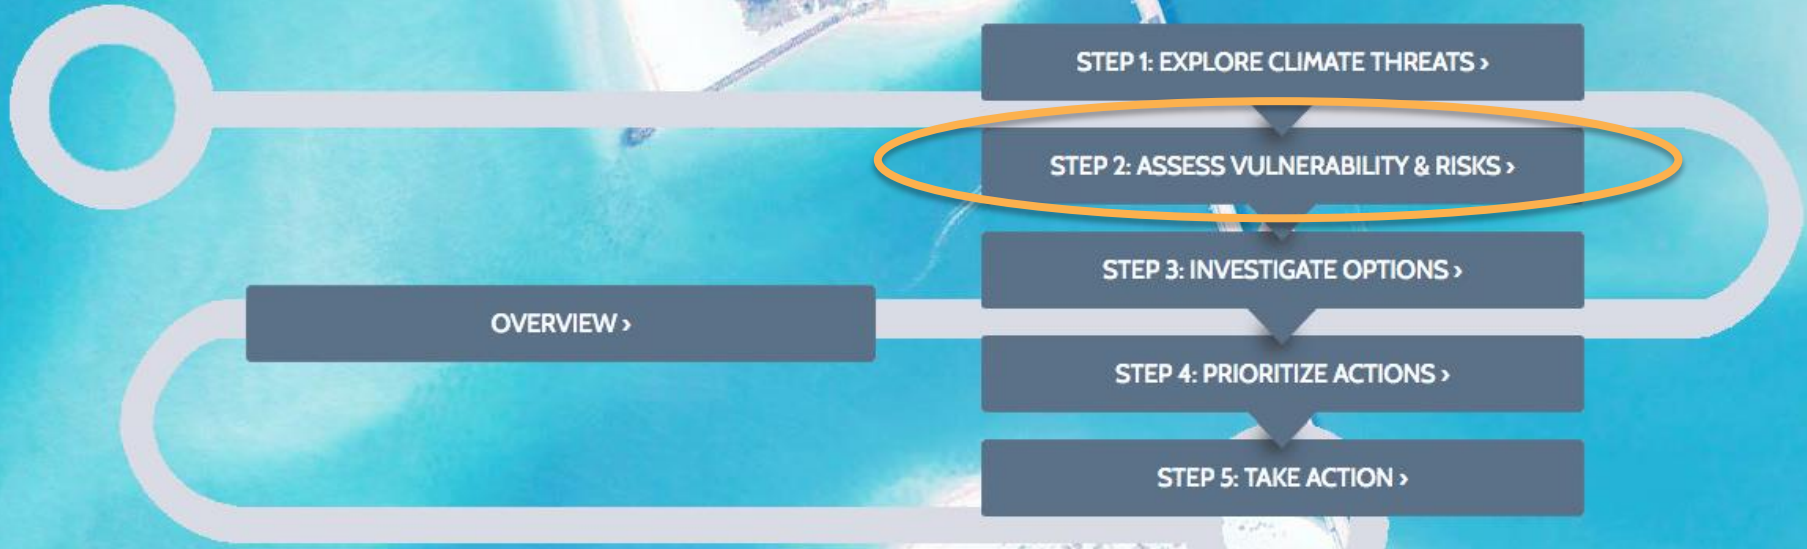 STEP 1: EXPLORE CLIMATE THREATS ›
STEP 2: ASSESS VULNERABILITY & RISKS ›
STEP 3: INVESTIGATE OPTIONS ›
OVERVIEW ›
STEP 4: PRIORITIZE ACTIONS ›
STEP 5: TAKE ACTION ›